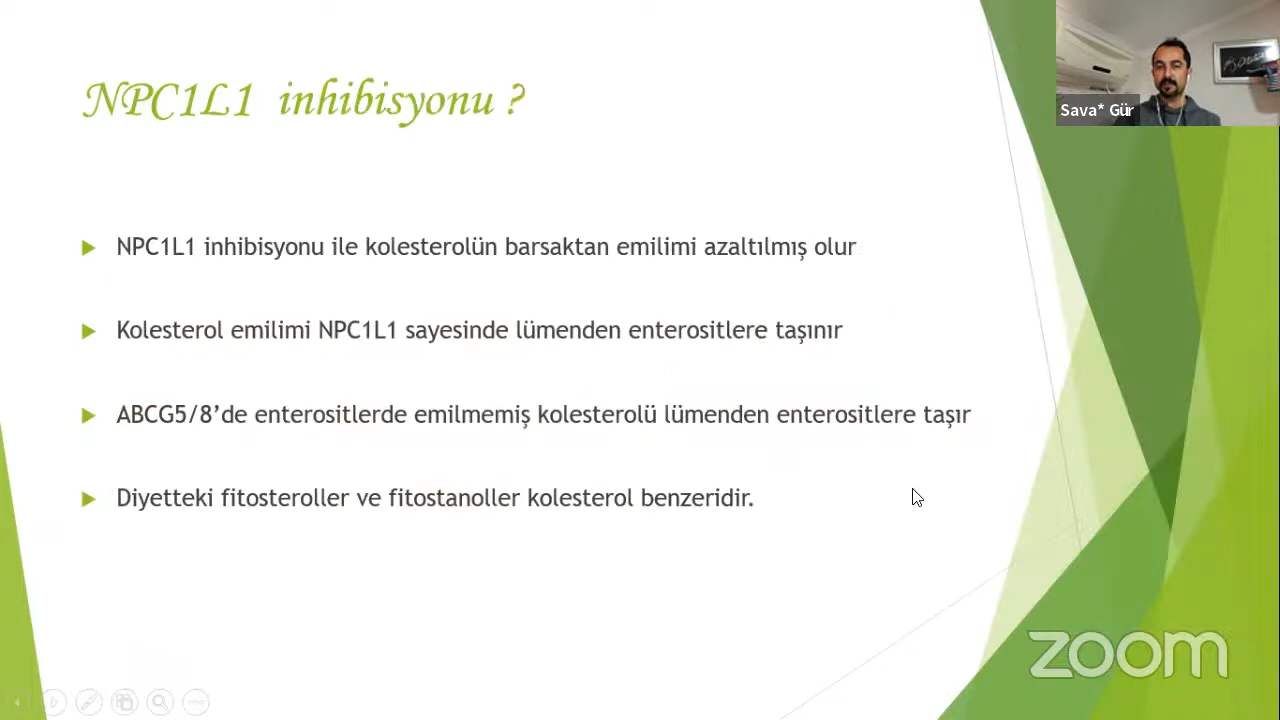 NPC1L1 inhibisyonu ?
Sava* Gür
NPC1L1 inhibisyonu ile kolesterolün barsaktan emilimi azaltılmış olur
Kolesterol emilimi NPC1L1 sayesinde lümenden enterositlere taşınır
ABCG5/8’de enterositlerde emilmemiş kolesterolü lümenden enterositlere taşır
Diyetteki fitosteroller ve fitostanoller kolesterol benzeridir.
zoom